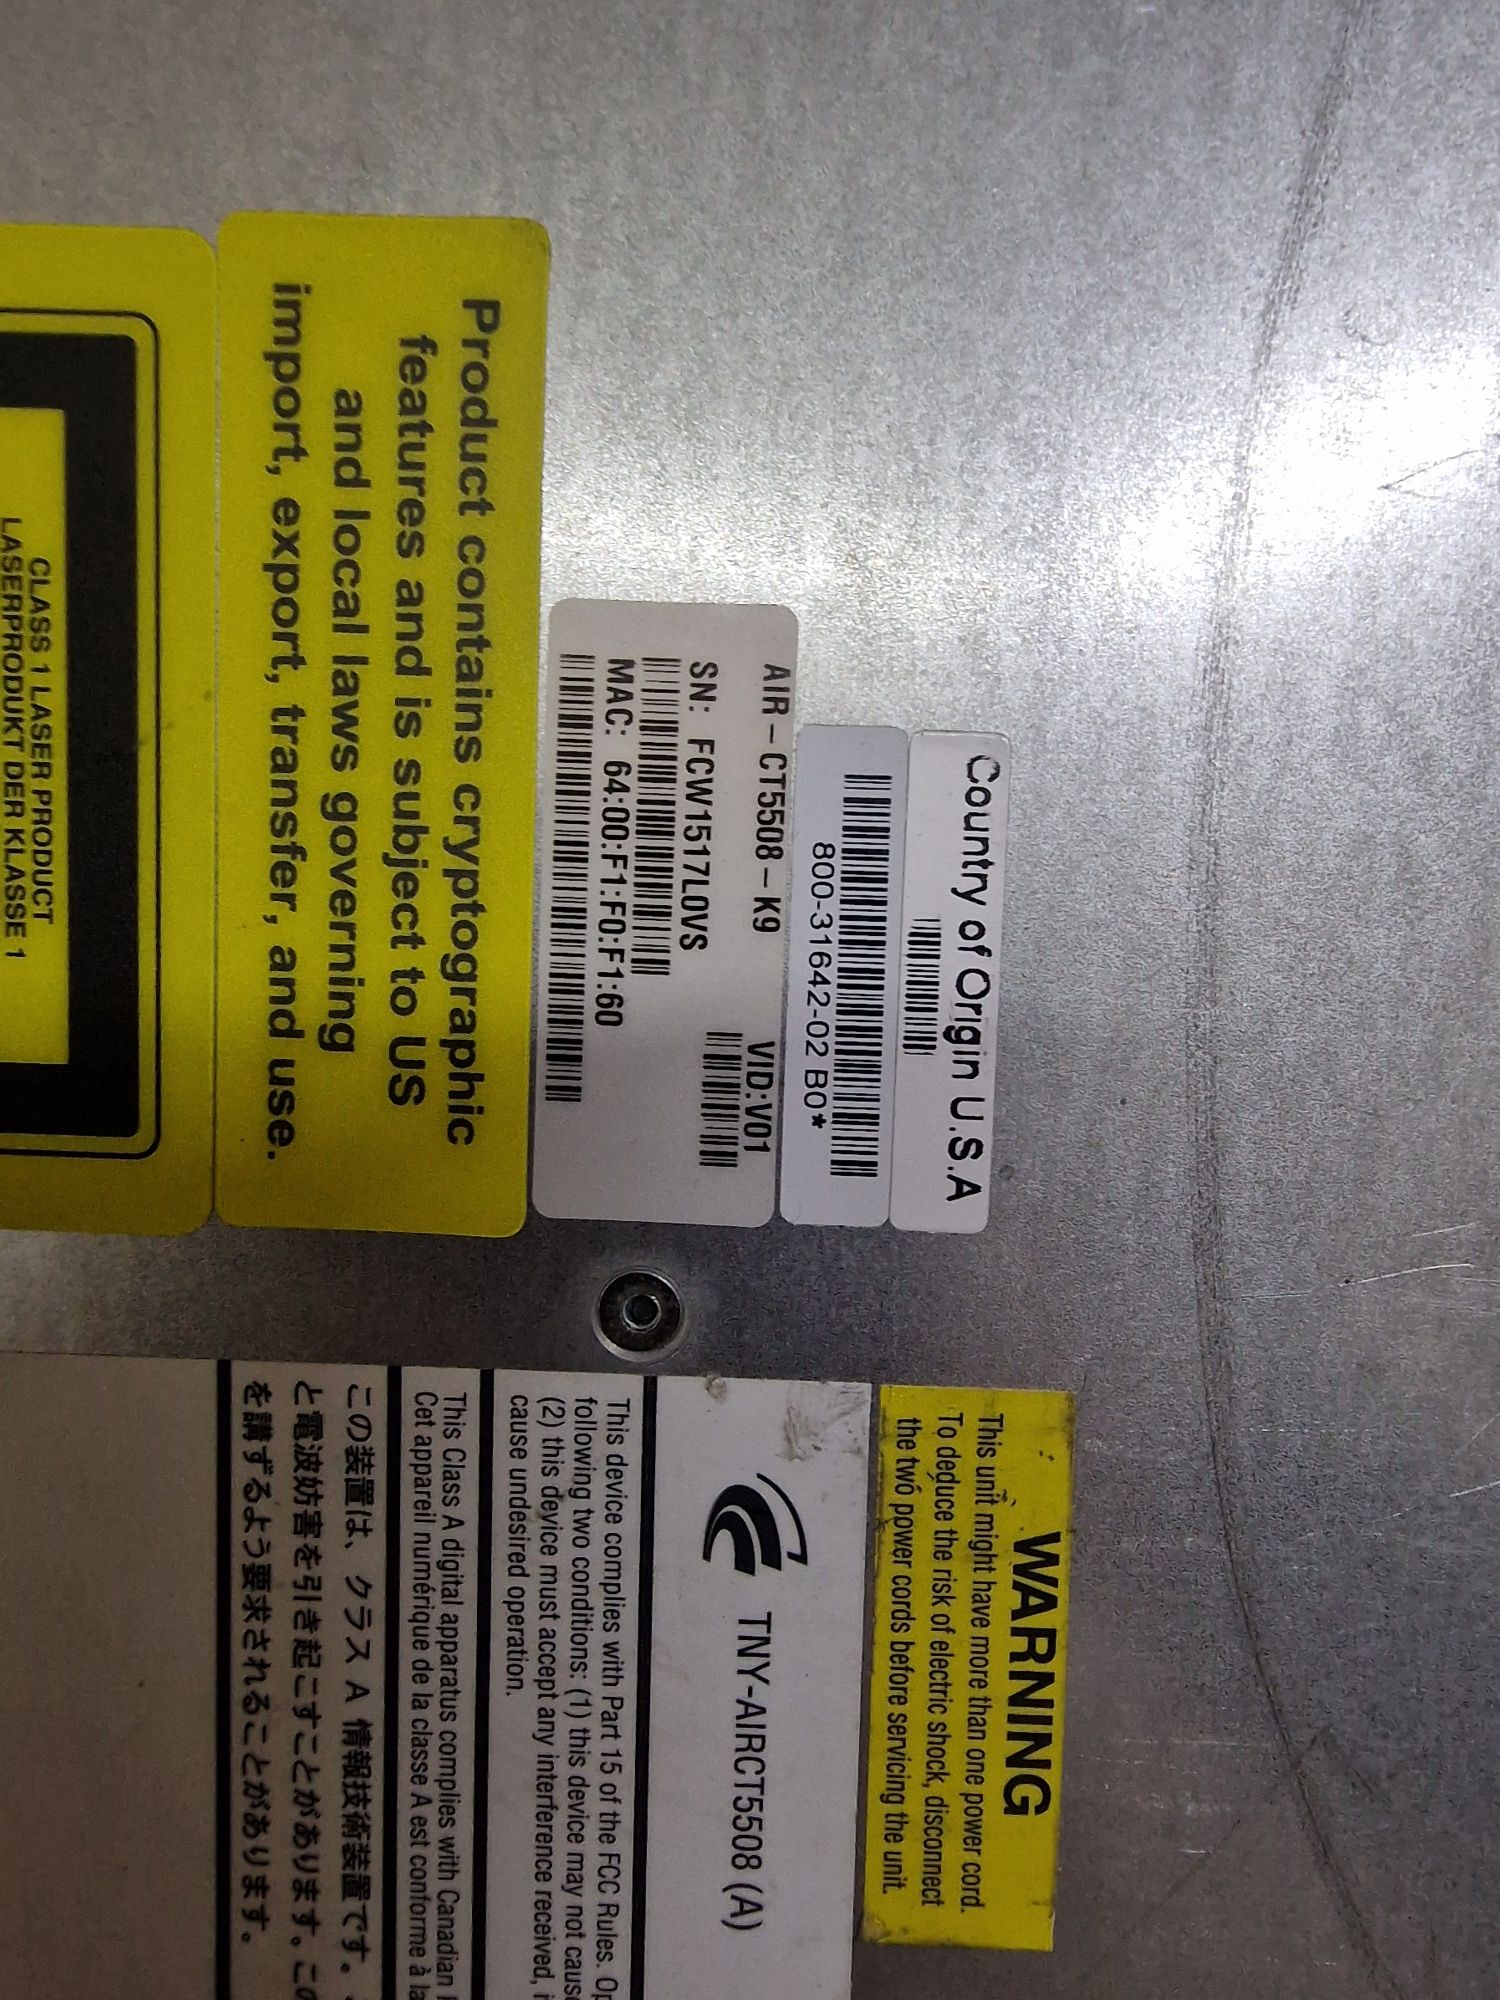 Country of Origin U.S.A
800-31642-02 B0*
AIR-CT5508-K9 VID:V01
SN: FCW1517L0VS
MAC: 64:00:F1:F0:F1:60
Product contains cryptographic
features and is subject to US
and local laws governing
import, export, transfer, and use.
CLASS 1 LASER PRODUCT
LASERPRODUKT DER KLASSE 1
WARNING
This unit might have more than one power cord.
To deduce the risk of electric shock, disconnect
the two power cords before servicing the unit.
TNY-AIRCT5508 (A)
This device complies with Part 15 of the FCC Rules.
following two conditions: (1) this device may not cause
(2) this device must accept any interference received,
cause undesired operation.
This Class A digital apparatus complies with Canadian
Cet appareil numérique de la classe A est conforme à la
この装置は、クラス A 情報技術装置です。
と電波妨害を引き起こすことがあります。この
を講ずるよう要求されることがあります。